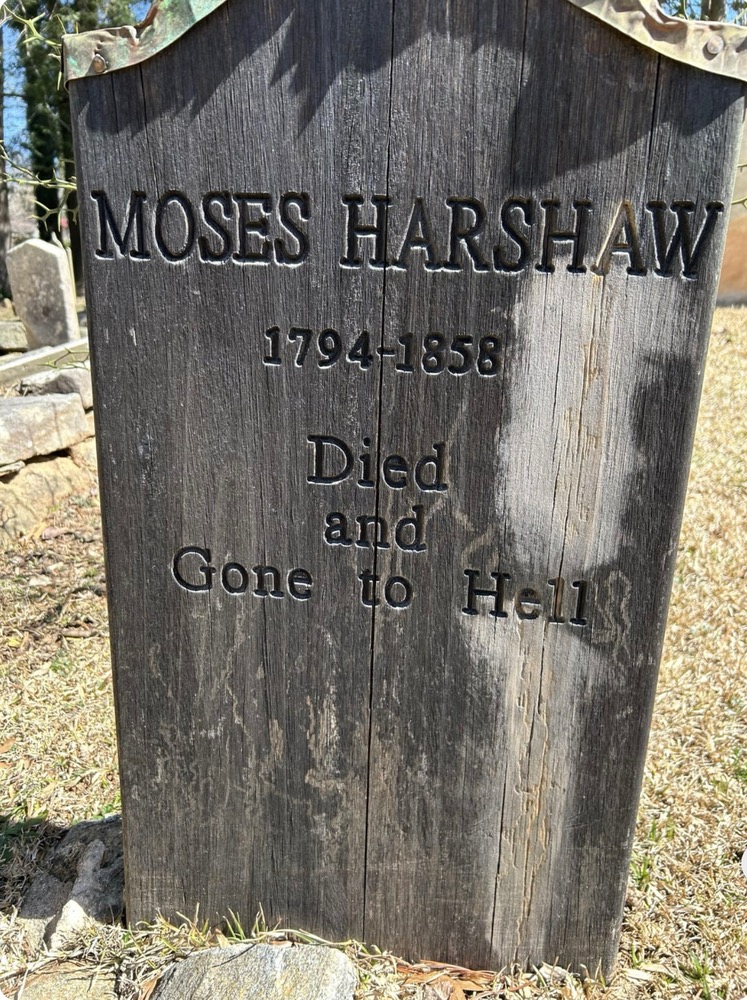 MOSES HARSHAW
1794-1858
Died
and
Gone to Hell